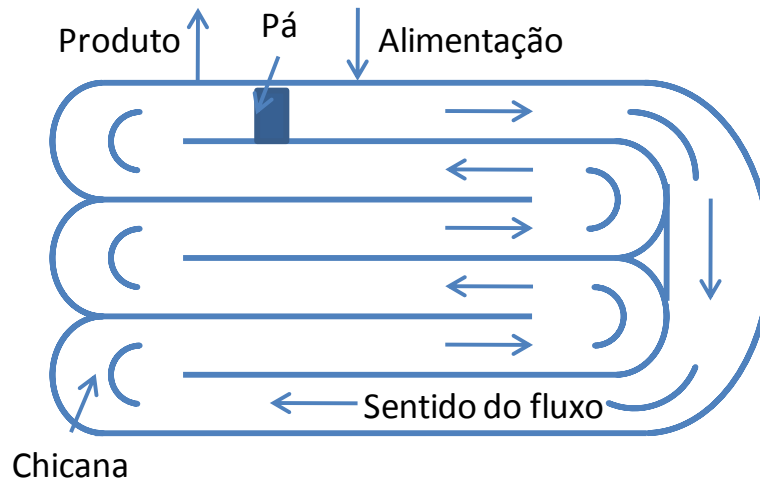 Produto
Pá
Alimentação
Sentido do fluxo
Chicana